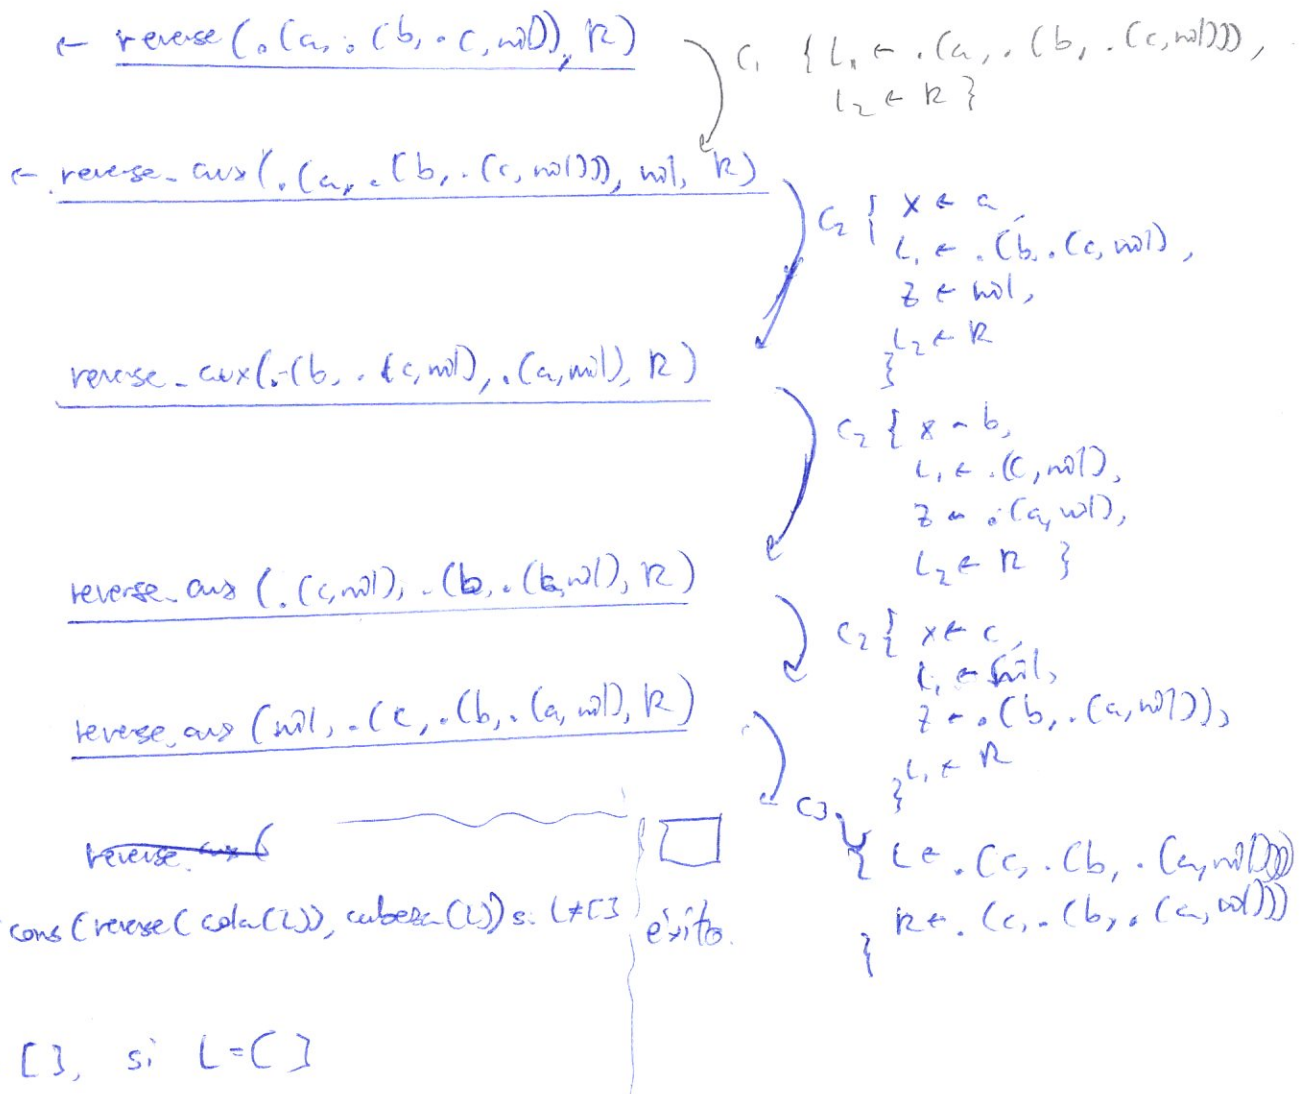 ← reverse(.(a, .(b, .c, nil)), R)
C1 { L1 ← .(a, .(b, .(c, nil))),
L2 ← R }
← reverse_aux(.(a, .(b, .(c, nil))), nil, R)
C2 { X ← a,
L1 ← .(b, .(c, nil),
Z ← nil,
L2 ← R
}
reverse_aux(.(b, .(c, nil), .(a, nil), R)
C2 { X ← b,
L1 ← .(c, nil),
Z ← .(a, nil),
L2 ← R }
reverse_aux (.(c, nil), .(b, .(b, nil), R)
C2 { X ← c,
L1 ← nil,
Z ← .(b, .(a, nil)),
L1 ← R
}
reverse_aux (nil, .(c, .(b, .(a, nil), R)
C3
{ L ← .(c, .(b, .(a, nil)))
R ← .(c, .(b, .(a, nil)))
}
reverse_aux (
cons(reverse(cola(L)), cabeza(L)) si L≠[]
éxito.
[], si L=[]